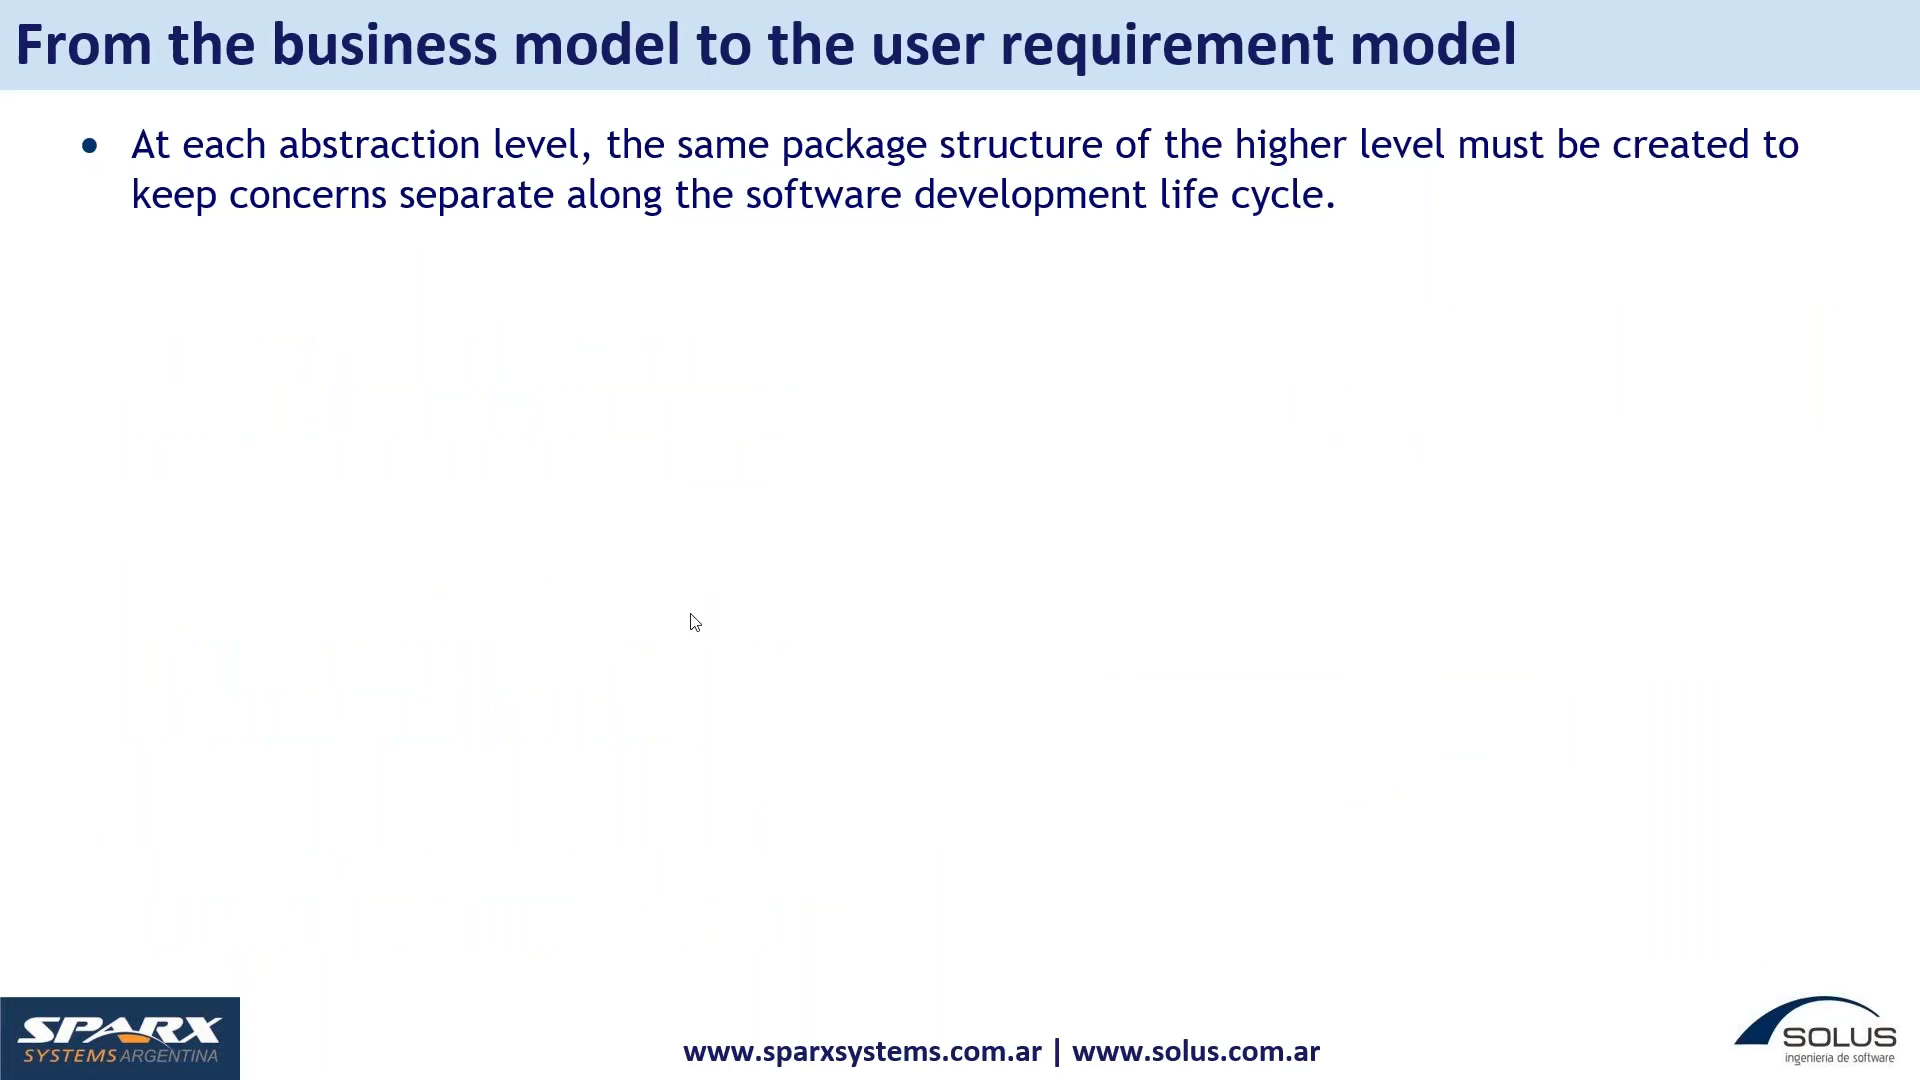 From the business model to the user requirement model
• At each abstraction level, the same package structure of the higher level must be created to
keep concerns separate along the software development life cycle.
SPARX
SYSTEMS ARGENTINA
www.sparxsystems.com.ar | www.solus.com.ar
SOLUS
ingeniería de software